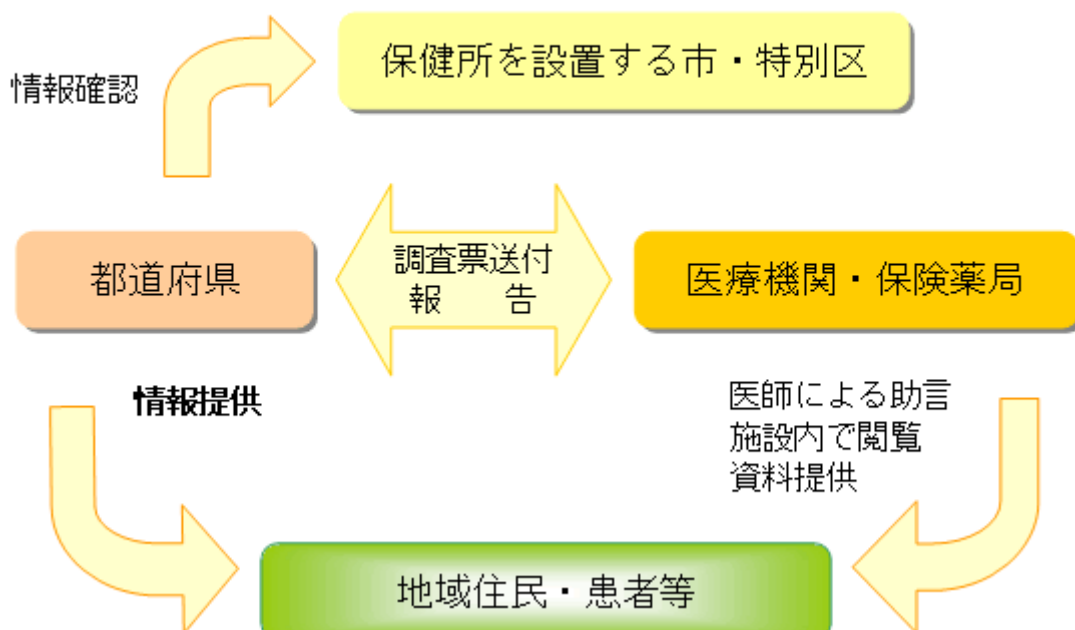 保健所を設置する市・特別区
情報確認
都道府県
調査票送付
報　　告
医療機関・保険薬局
情報提供
医師による助言
施設内で閲覧
資料提供
地域住民・患者等